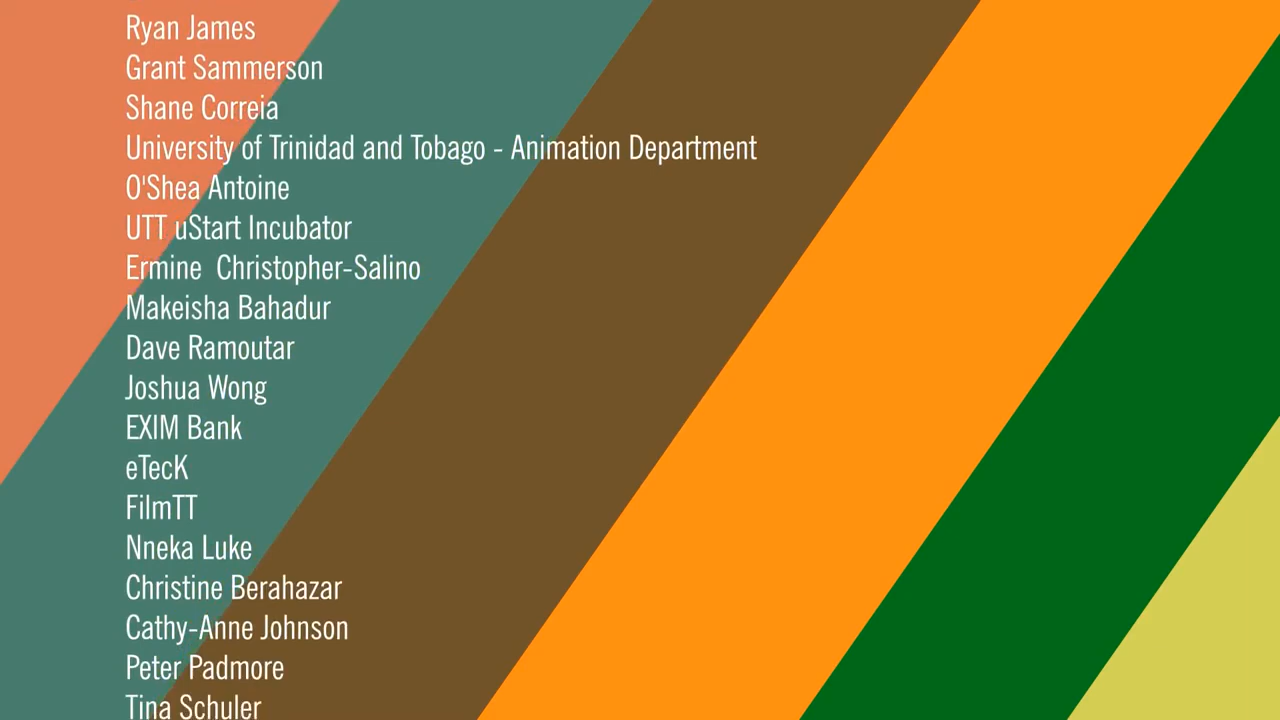 Ryan James
Grant Sammerson
Shane Correia
University of Trinidad and Tobago - Animation Department
O'Shea Antoine
UTT uStart Incubator
Ermine  Christopher-Salino
Makeisha Bahadur
Dave Ramoutar
Joshua Wong
EXIM Bank
eTecK
FilmTT
Nneka Luke
Christine Berahazar
Cathy-Anne Johnson
Peter Padmore
Tina Schuler